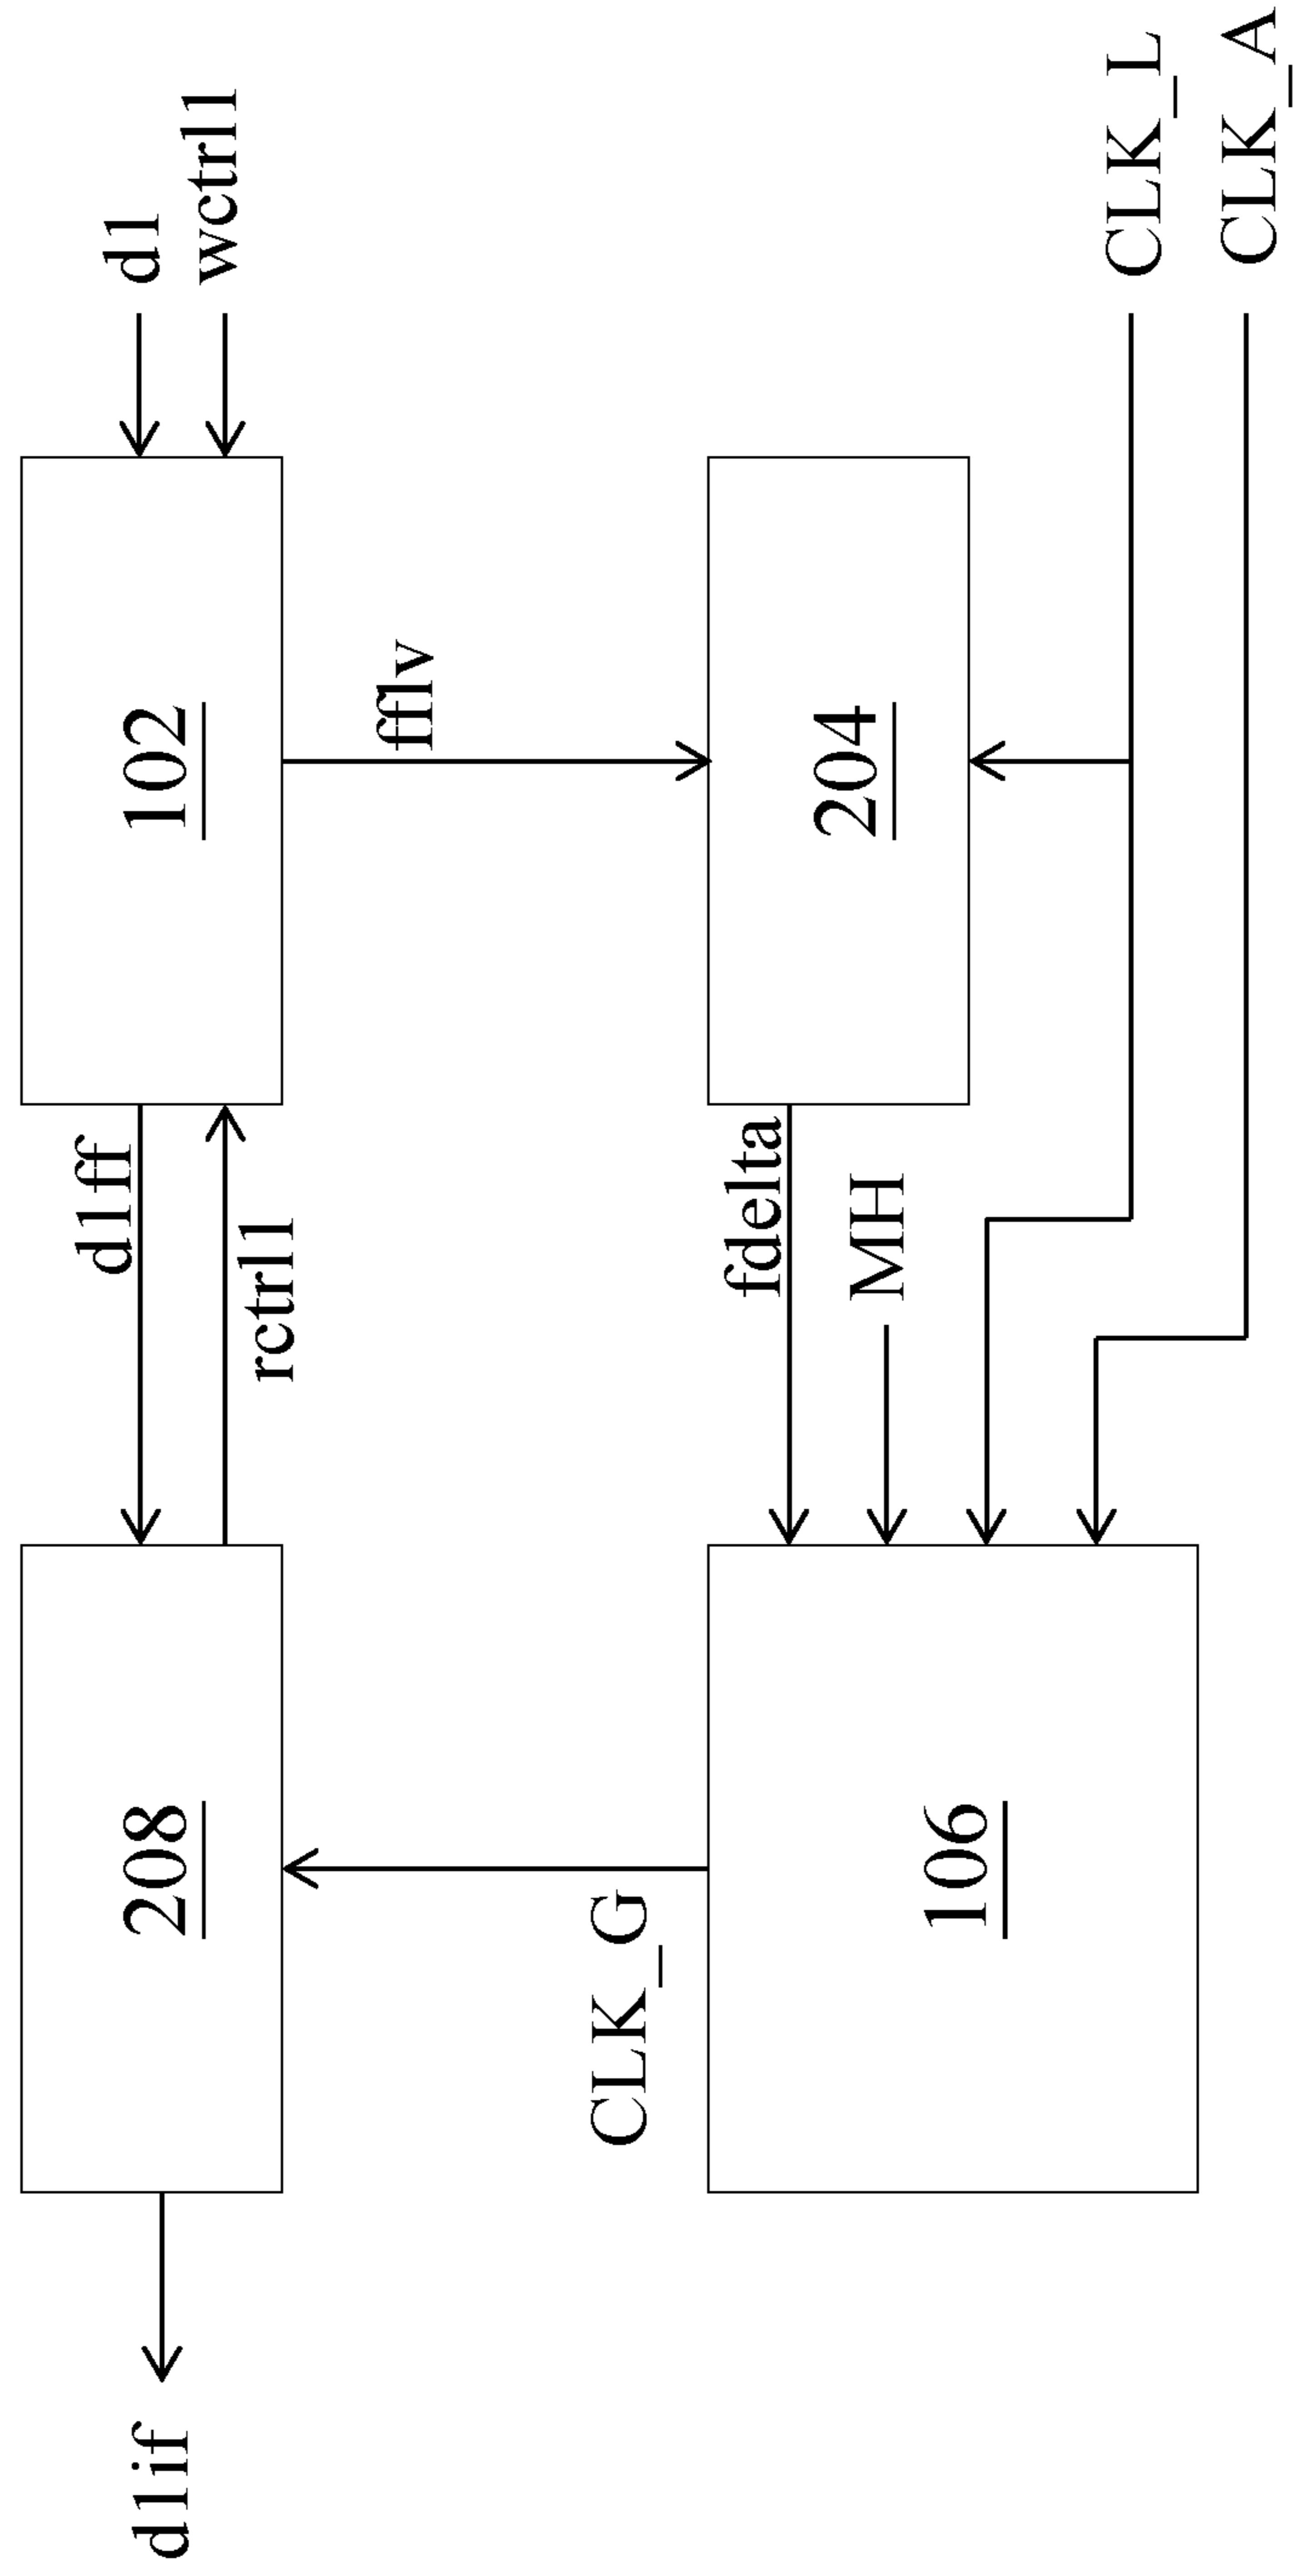 d1if
208
d1ff
rctrl1
102
d1
wctrl1
CLK_G
fflv
106
fdelta
MH
204
CLK_L
CLK_A